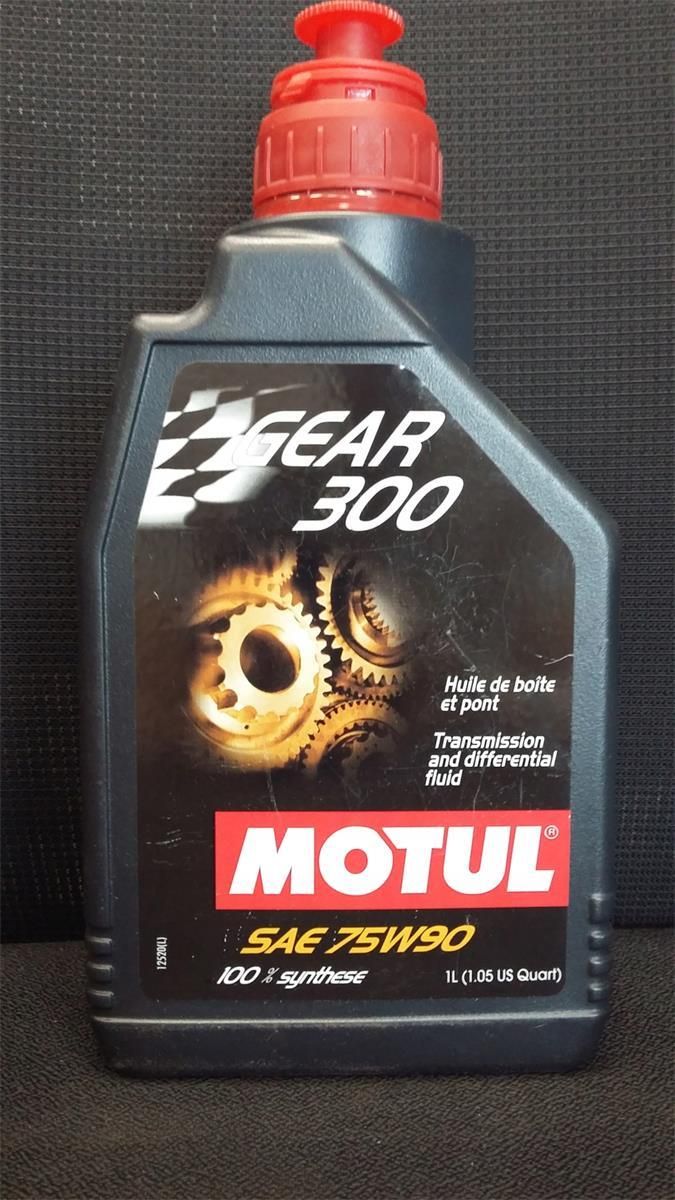 GEAR
300
Huile de boîte
et pont
Transmission
and differential
fluid
MOTUL®
SAE 75W90
12520(L)
100 % synthese
1L (1.05 US Quart)